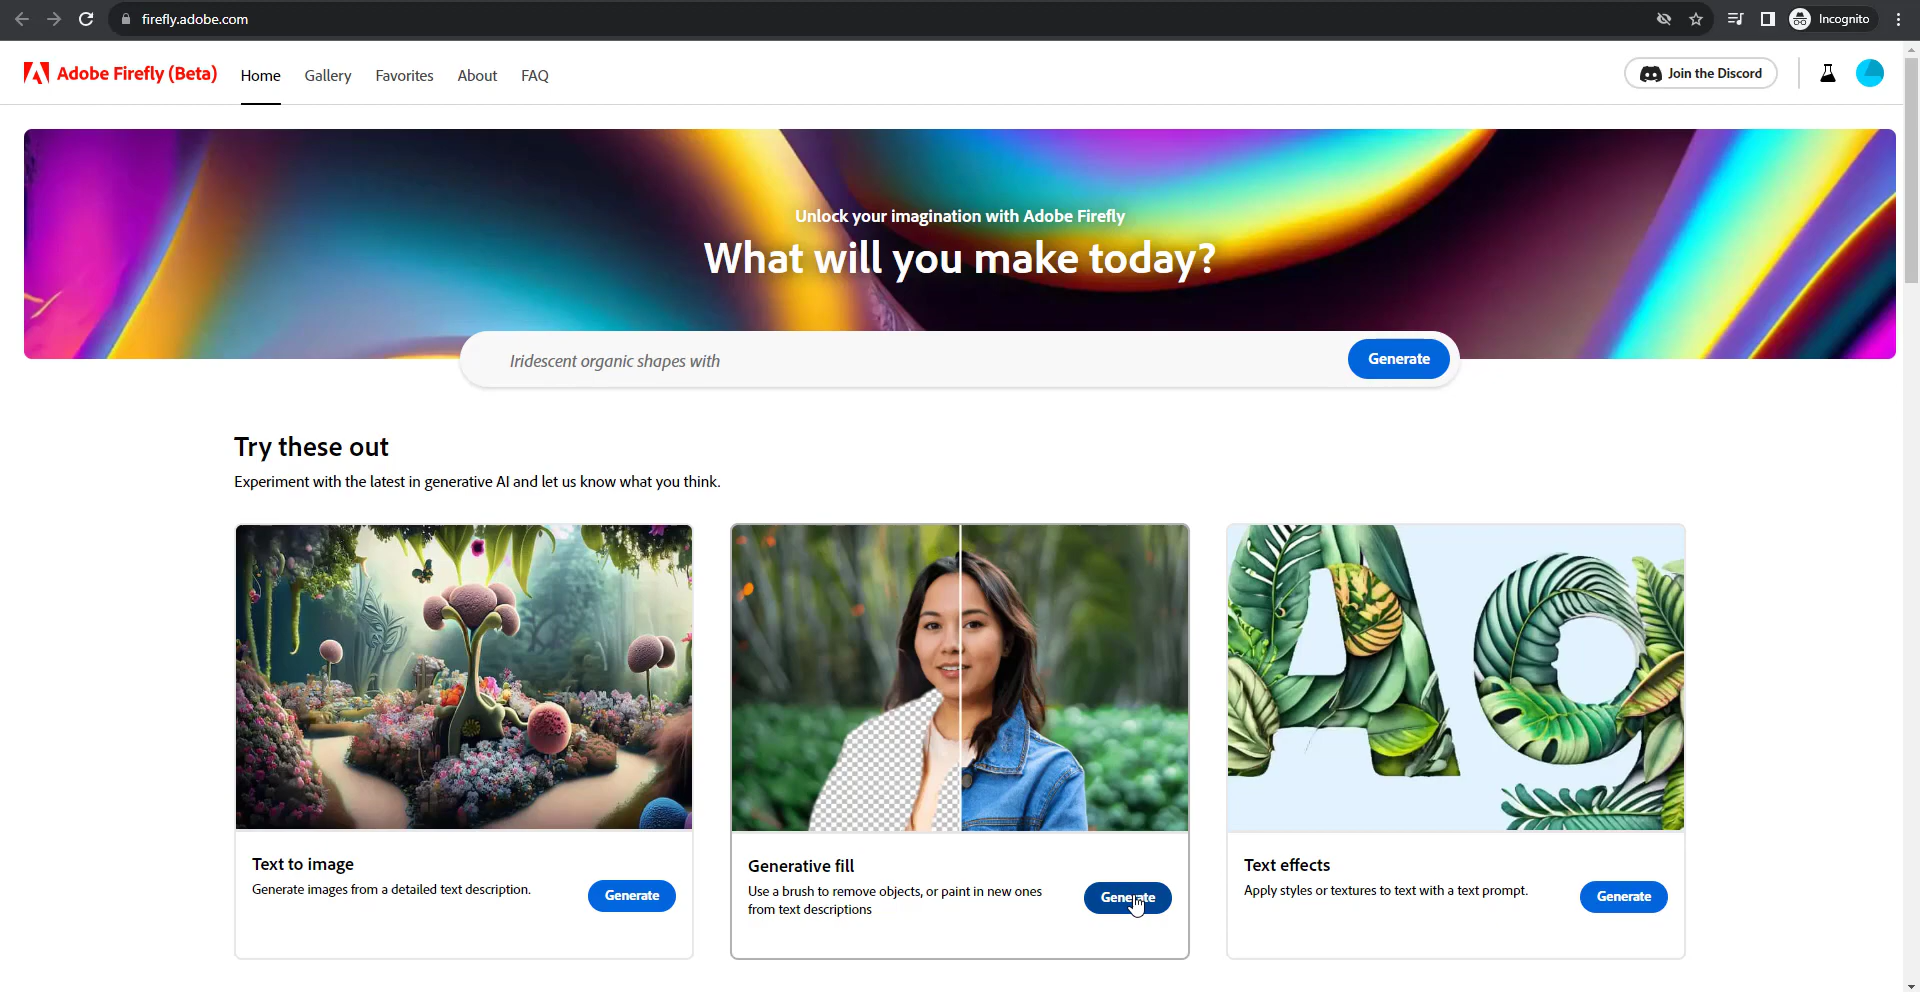 firefly.adobe.com
Incognito
Adobe Firefly (Beta)
Home
Gallery
Favorites
About
FAQ
Join the Discord
Unlock your imagination with Adobe Firefly
What will you make today?
Iridescent organic shapes with
Generate
Try these out
Experiment with the latest in generative AI and let us know what you think.
Ag
Text to image
Generate images from a detailed text description.
Generate
Generative fill
Use a brush to remove objects, or paint in new ones
from text descriptions
Generate
Text effects
Apply styles or textures to text with a text prompt.
Generate